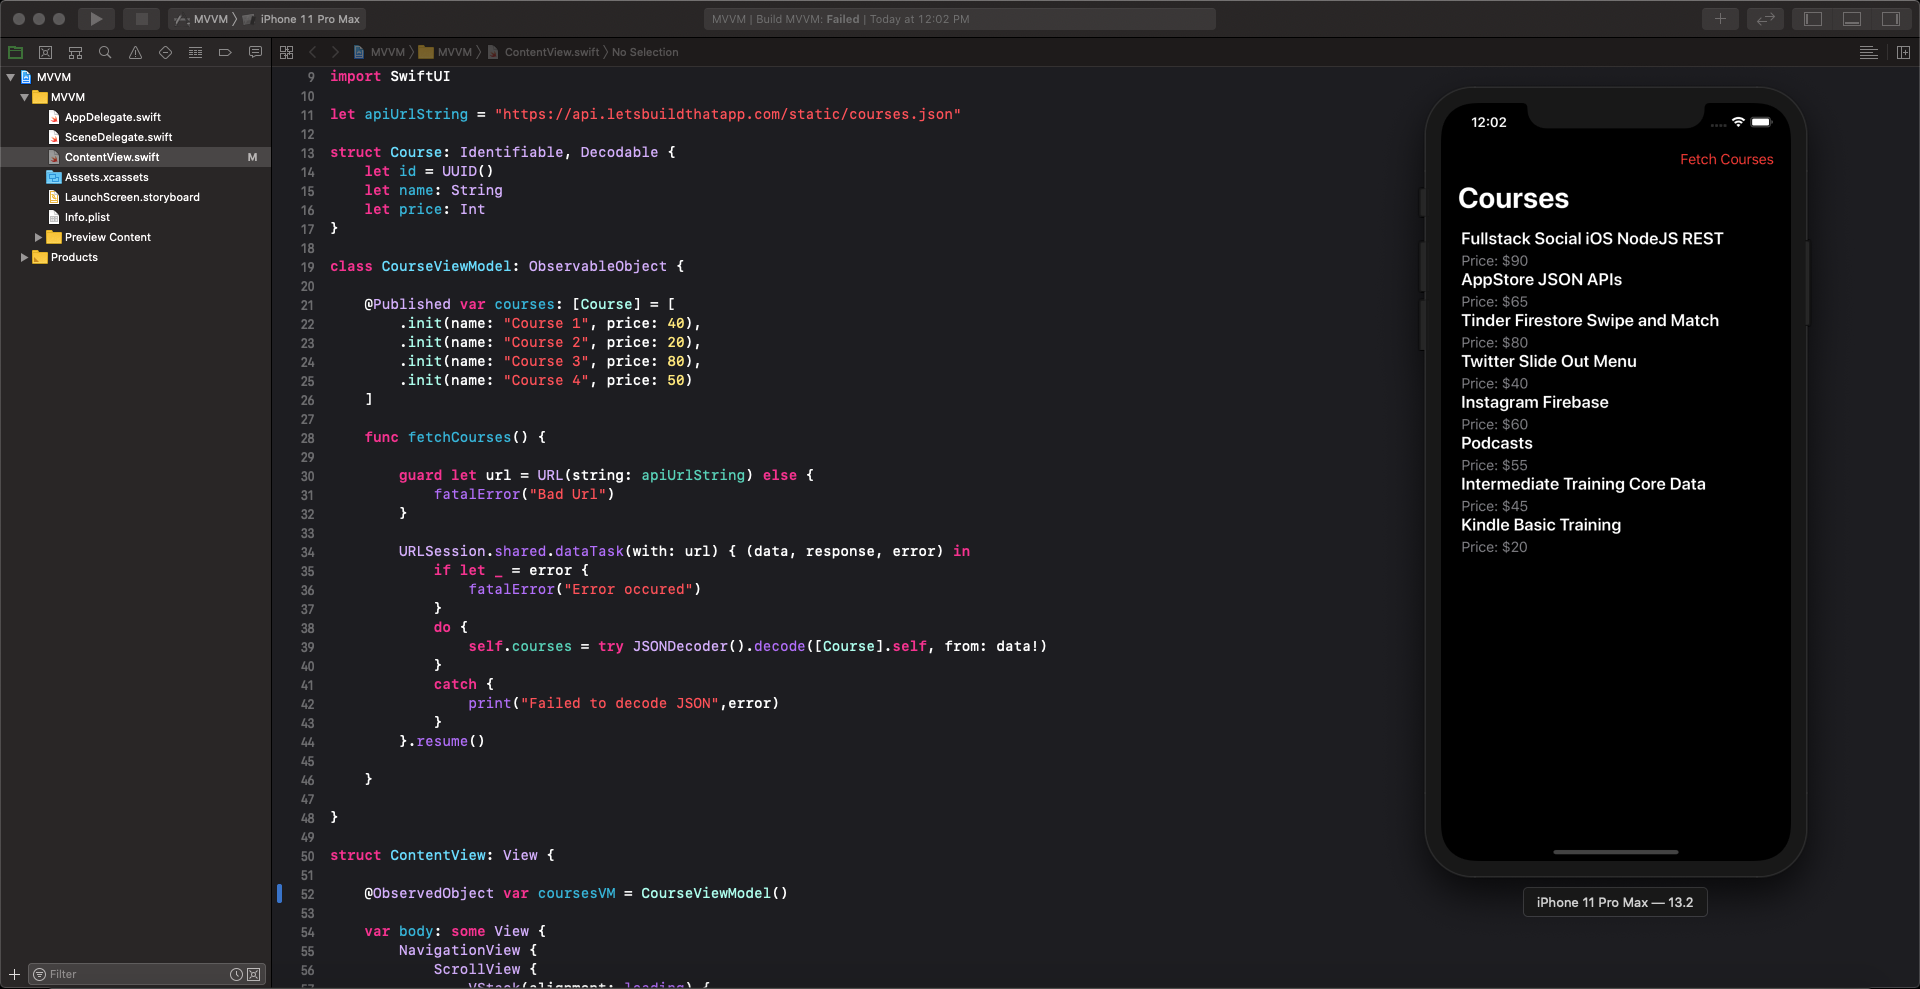 MVVM 〉 iPhone 11 Pro Max
MVVM | Build MVVM: Failed | Today at 12:02 PM
MVVM 〉 MVVM 〉 ContentView.swift 〉 No Selection
MVVM
MVVM
AppDelegate.swift
SceneDelegate.swift
ContentView.swift M
Assets.xcassets
LaunchScreen.storyboard
Info.plist
Preview Content
Products
Filter
9 import SwiftUI
10
11 let apiUrlString = "https://api.letsbuildthatapp.com/static/courses.json"
12
13 struct Course: Identifiable, Decodable {
14 let id = UUID()
15 let name: String
16 let price: Int
17 }
18
19 class CourseViewModel: ObservableObject {
20
21 @Published var courses: [Course] = [
22 .init(name: "Course 1", price: 40),
23 .init(name: "Course 2", price: 20),
24 .init(name: "Course 3", price: 80),
25 .init(name: "Course 4", price: 50)
26 ]
27
28 func fetchCourses() {
29
30 guard let url = URL(string: apiUrlString) else {
31 fatalError("Bad Url")
32 }
33
34 URLSession.shared.dataTask(with: url) { (data, response, error) in
35 if let _ = error {
36 fatalError("Error occured")
37 }
38 do {
39 self.courses = try JSONDecoder().decode([Course].self, from: data!)
40 }
41 catch {
42 print("Failed to decode JSON",error)
43 }
44 }.resume()
45
46 }
47
48 }
49
50 struct ContentView: View {
51
52 @ObservedObject var coursesVM = CourseViewModel()
53
54 var body: some View {
55 NavigationView {
56 ScrollView {
57 VStack(alignment: leading) {
12:02
Fetch Courses
Courses
Fullstack Social iOS NodeJS REST
Price: $90
AppStore JSON APIs
Price: $65
Tinder Firestore Swipe and Match
Price: $80
Twitter Slide Out Menu
Price: $40
Instagram Firebase
Price: $60
Podcasts
Price: $55
Intermediate Training Core Data
Price: $45
Kindle Basic Training
Price: $20
iPhone 11 Pro Max — 13.2